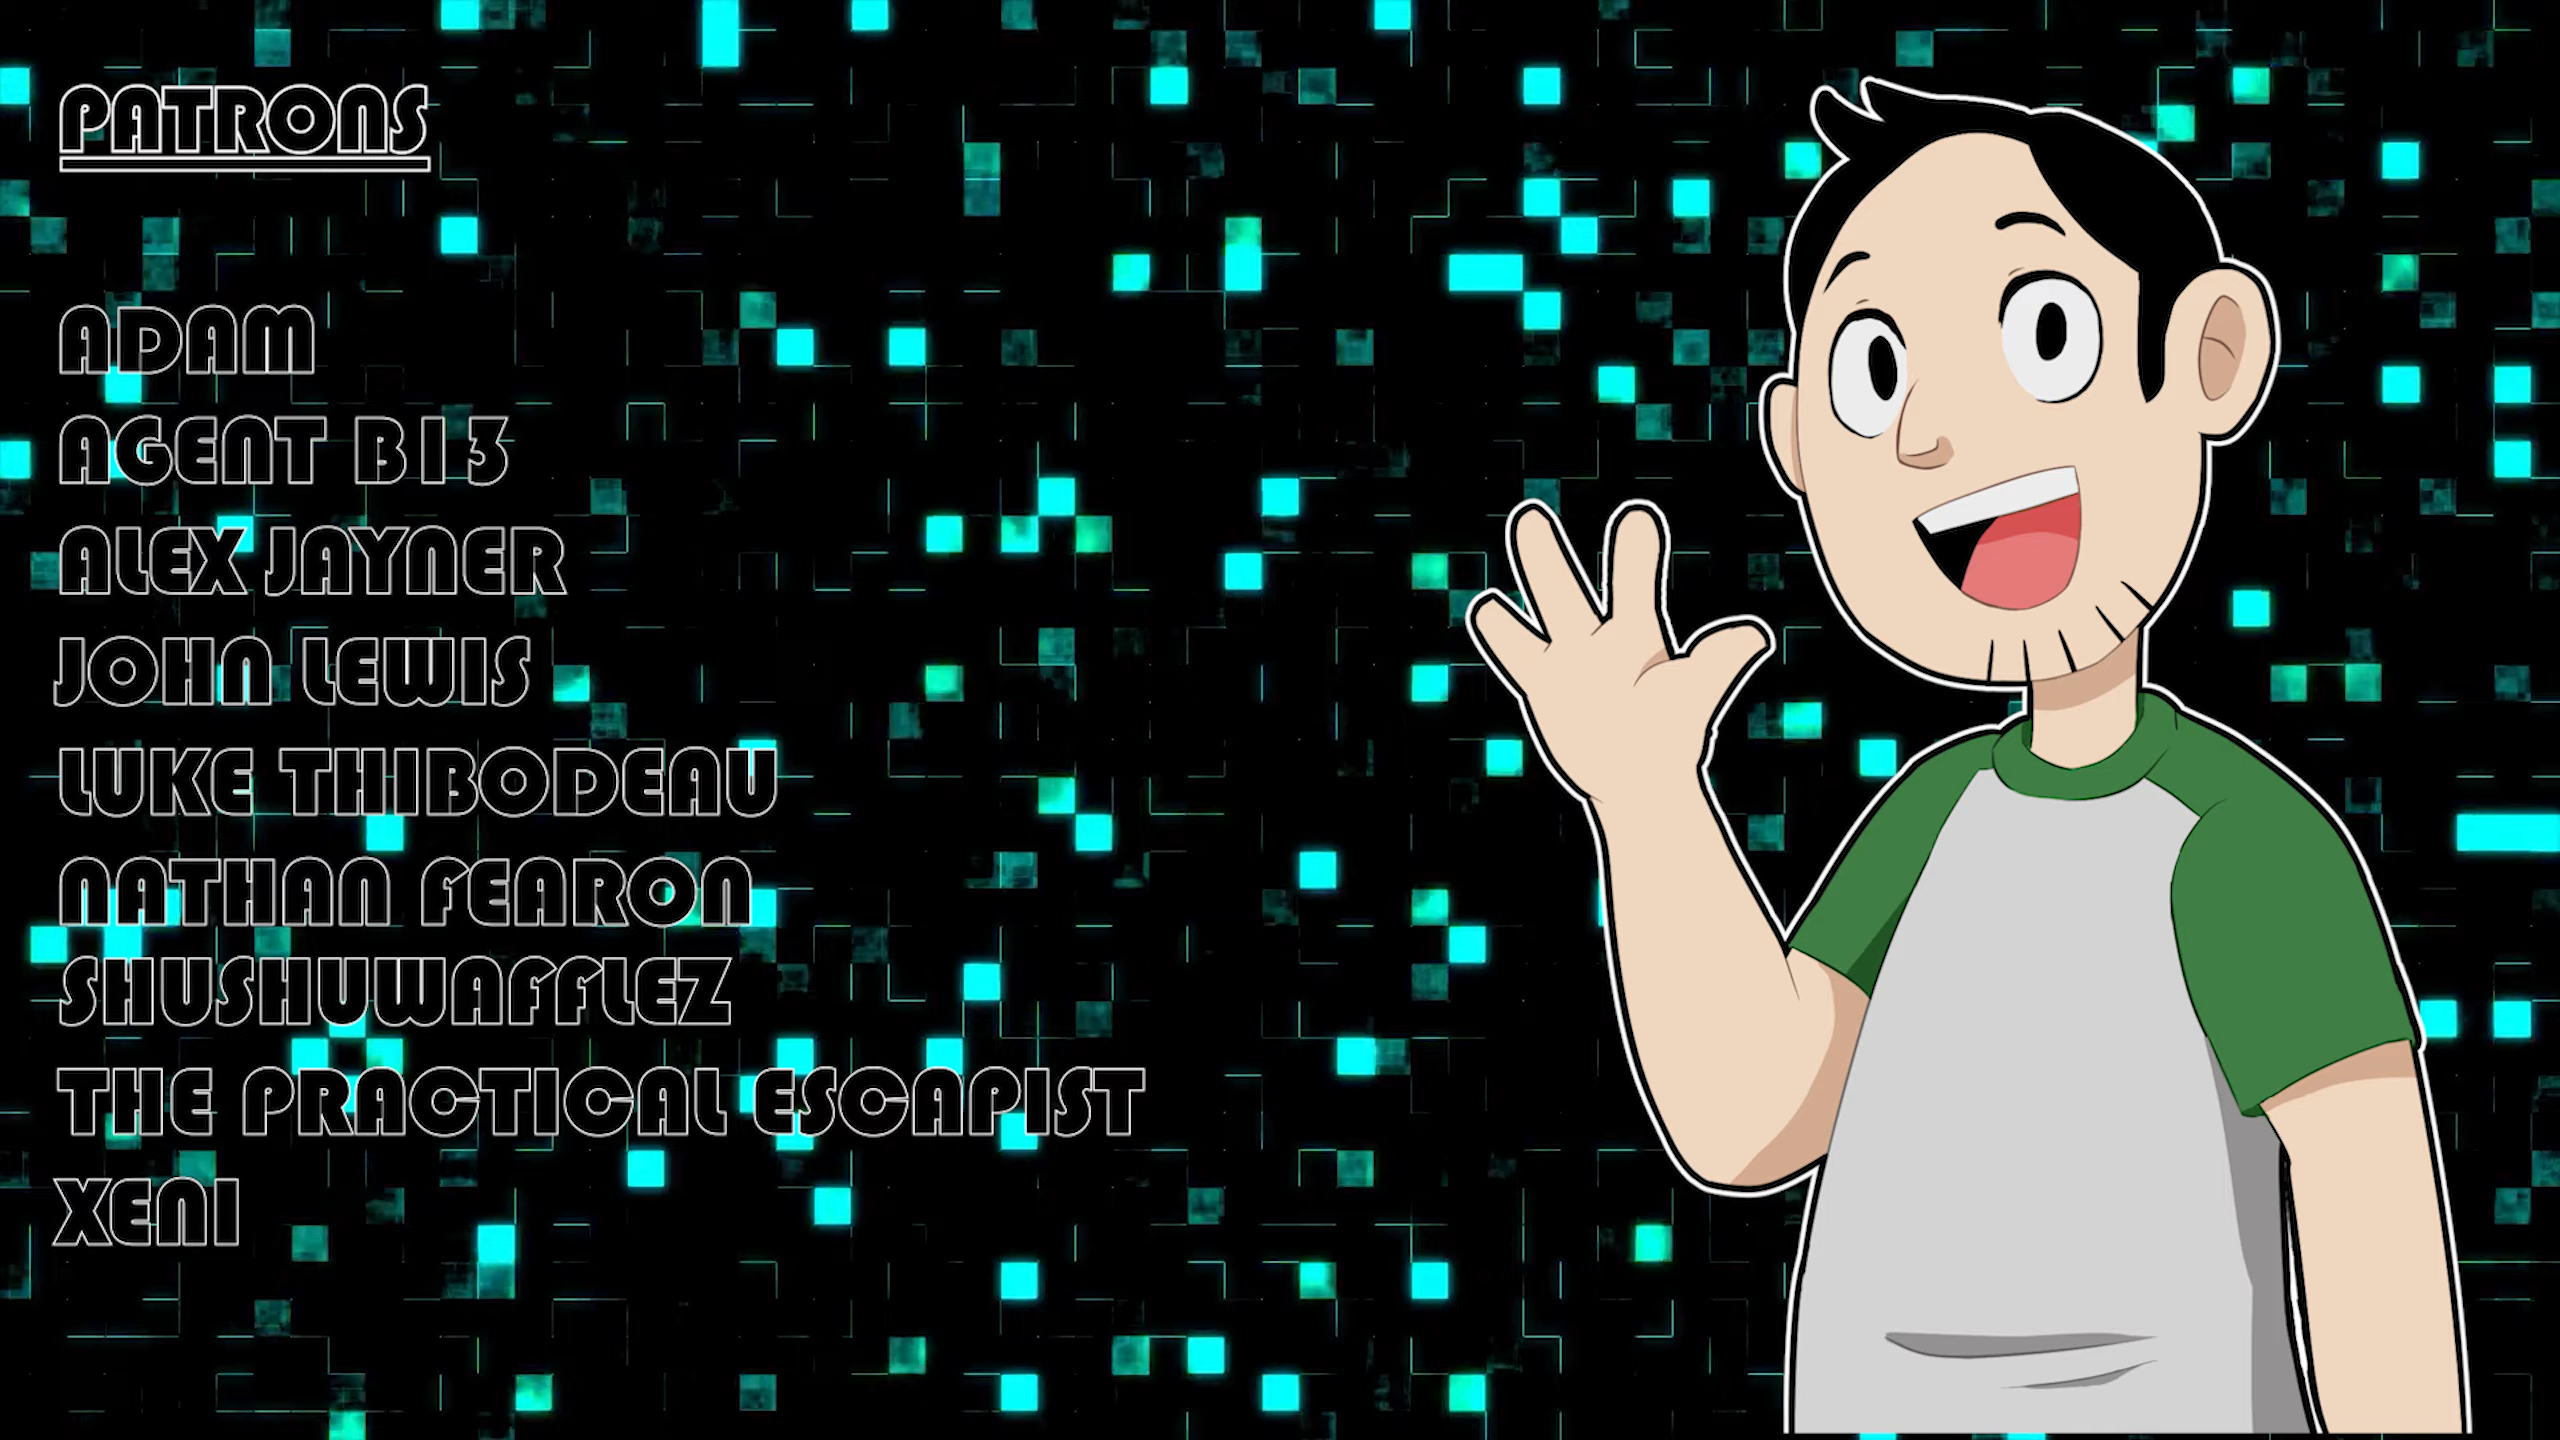 PATRONS
ADAM
AGENT B13
ALEX JAYNER
JOHN LEWIS
LUKE THIBODEAU
NATHAN FEARON
SHUSHUWAFFLEZ
THE PRACTICAL ESCAPIST
XENI